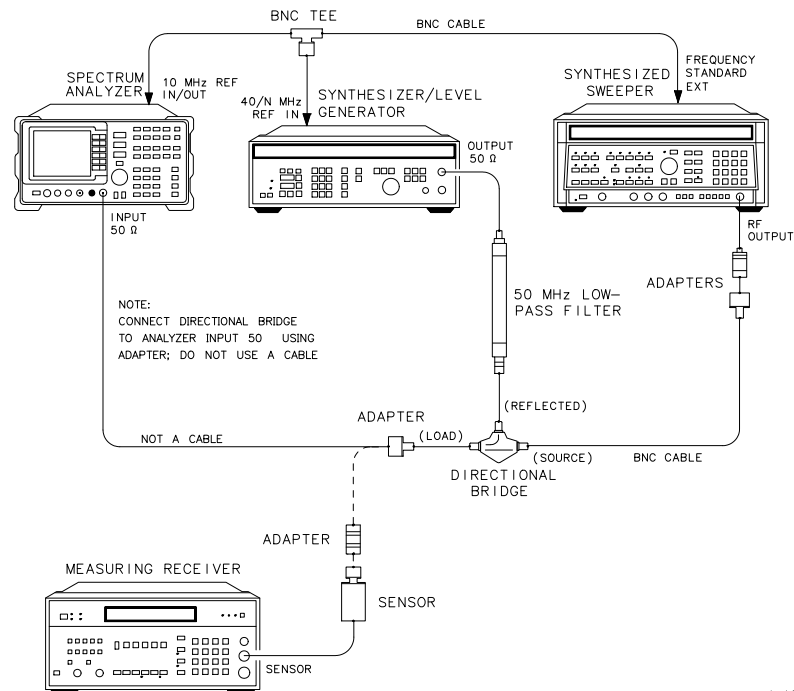 BNC TEE
BNC CABLE
SPECTRUM
ANALYZER
10 MHz REF
IN/OUT
40/N MHz
REF IN
SYNTHESIZER/LEVEL
GENERATOR
SYNTHESIZED
SWEEPER
FREQUENCY
STANDARD
EXT
OUTPUT
50 Ω
INPUT
50 Ω
RF
OUTPUT
ADAPTERS
50 MHz LOW-
PASS FILTER
NOTE:
CONNECT DIRECTIONAL BRIDGE
TO ANALYZER INPUT 50 USING
ADAPTER; DO NOT USE A CABLE
(REFLECTED)
ADAPTER
(LOAD)
NOT A CABLE
(SOURCE)
BNC CABLE
DIRECTIONAL
BRIDGE
ADAPTER
MEASURING RECEIVER
SENSOR
SENSOR